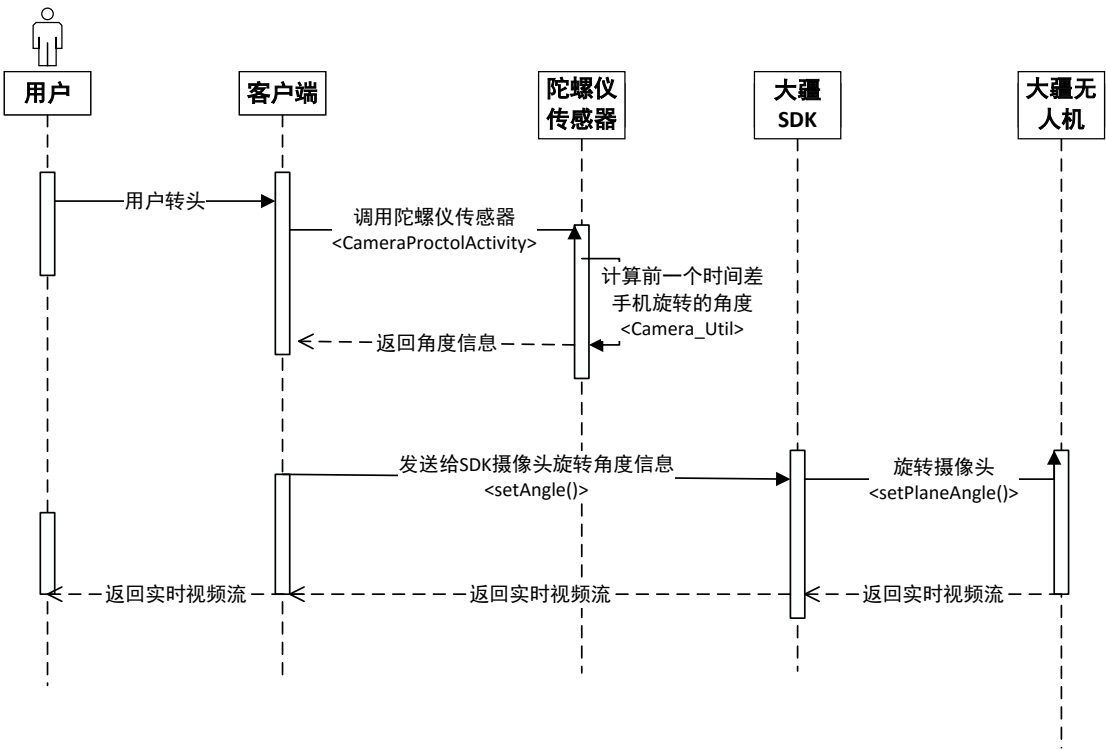 用户
客户端
陀螺仪
传感器
大疆
SDK
大疆无
人机
用户转头
调用陀螺仪传感器
<CameraProctolActivity>
计算前一个时间差
手机旋转的角度
<Camera_Util>
返回角度信息
发送给SDK摄像头旋转角度信息
<setAngle()>
旋转摄像头
<setPlaneAngle()>
返回实时视频流
返回实时视频流
返回实时视频流